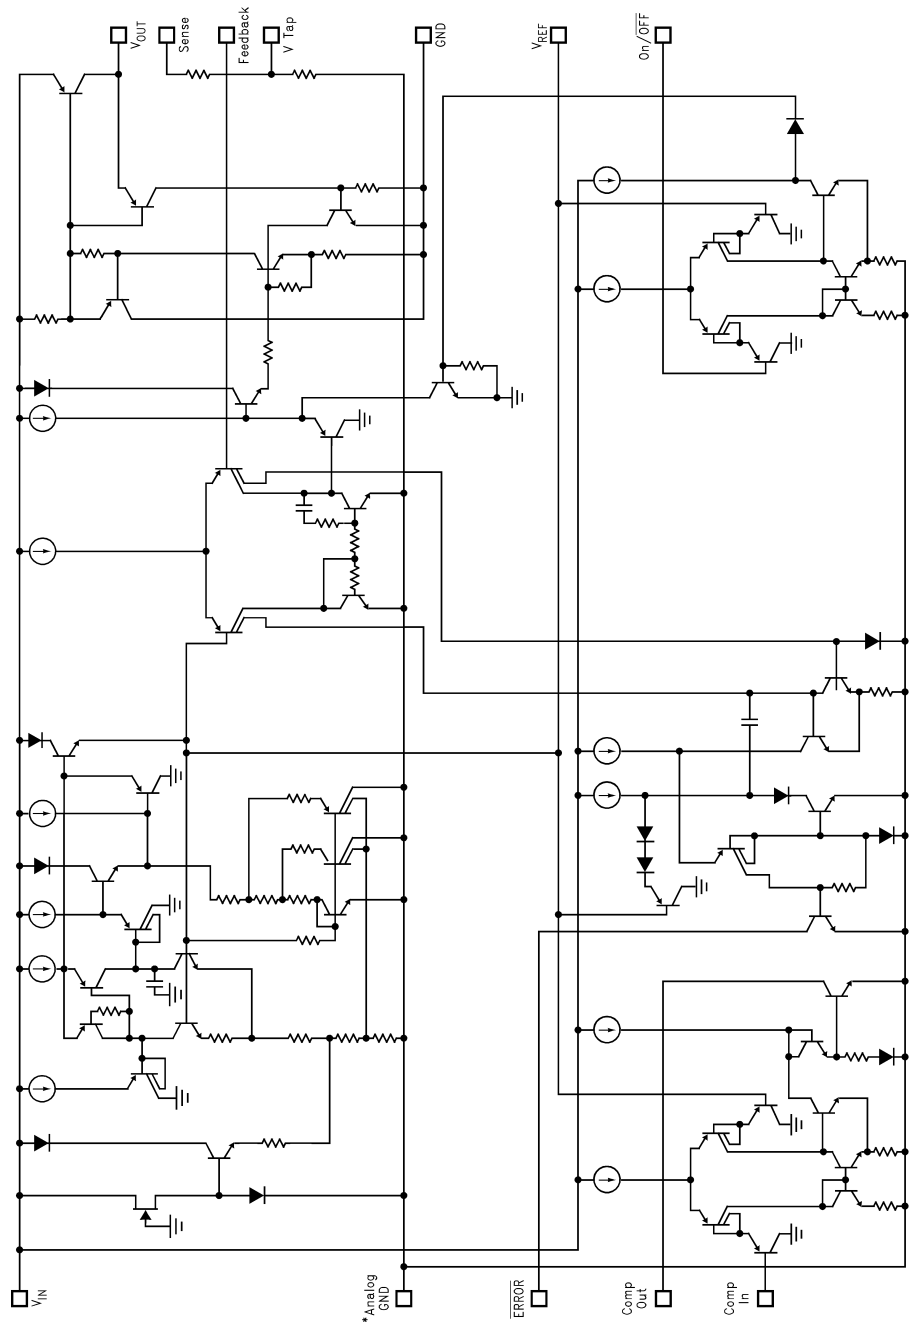 VOUT
Sense
Feedback
V Tap
GND
VREF
On/OFF
VIN
*Analog
GND
ERROR
Comp
Out
Comp
In